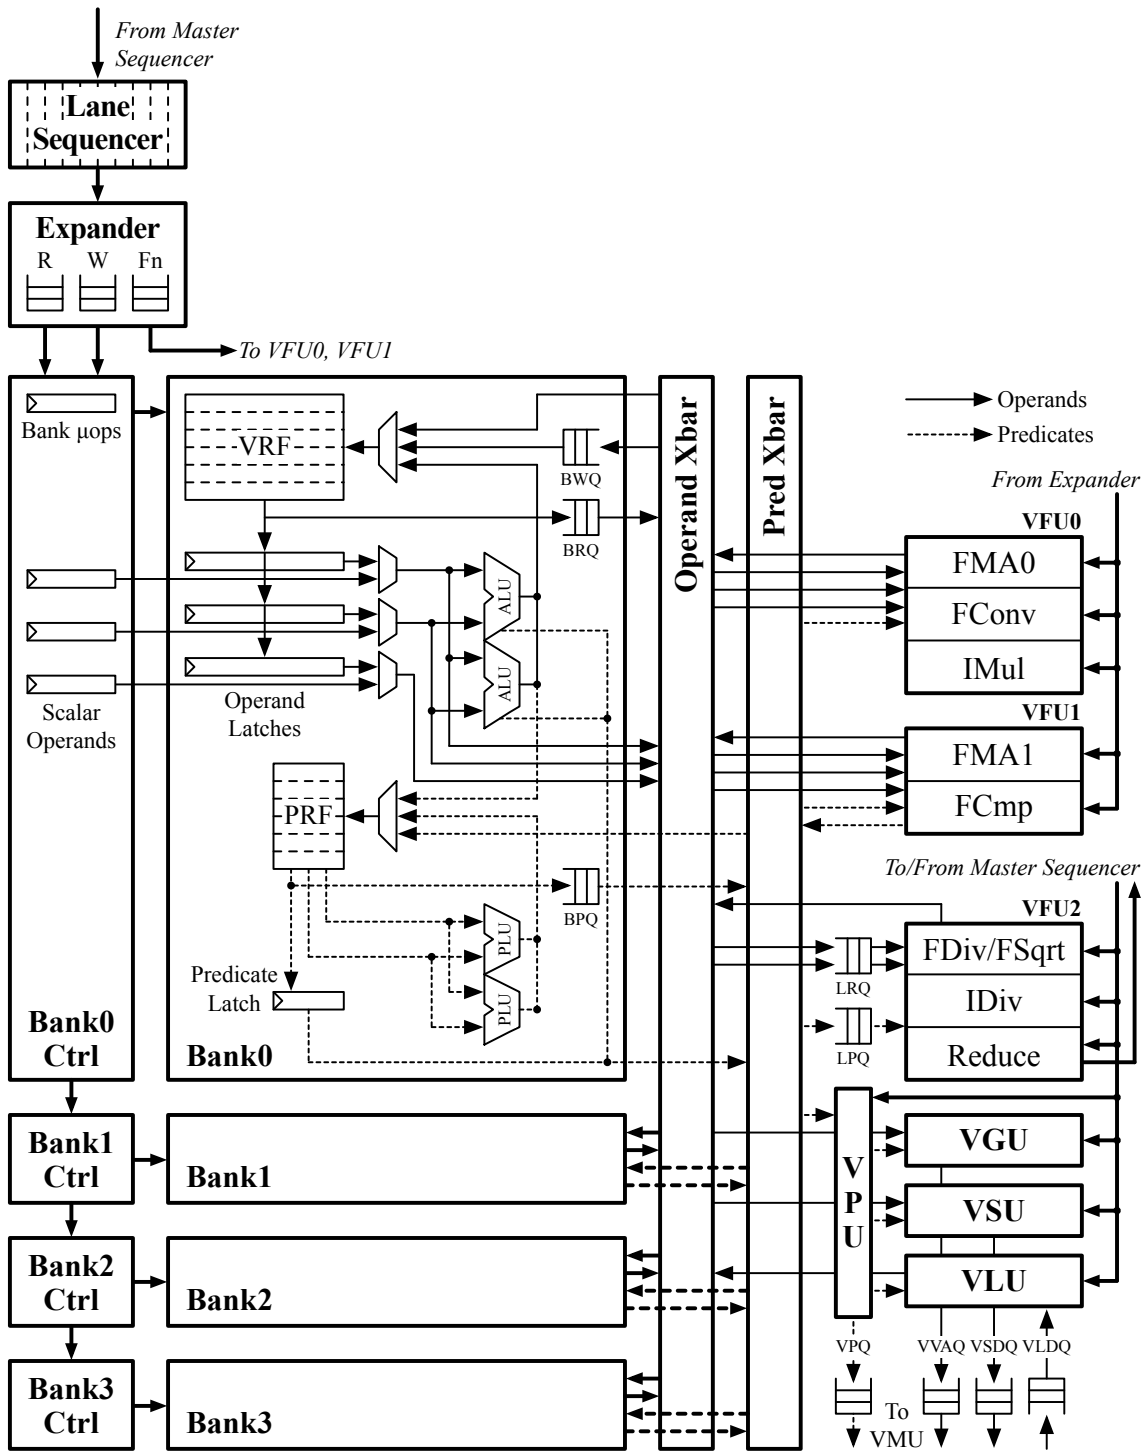 From Master
Sequencer
Lane
Sequencer
Expander
R W Fn
To VFU0, VFU1
Bank μops
Scalar
Operands
Bank0
Ctrl
VRF
BWQ
BRQ
ALU
ALU
Operand
Latches
PRF
BPQ
PLU
PLU
Predicate
Latch
Bank0
Operand Xbar
Pred Xbar
Operands
Predicates
From Expander
VFU0
FMA0
FConv
IMul
VFU1
FMA1
FCmp
To/From Master Sequencer
VFU2
FDiv/FSqrt
IDiv
Reduce
LRQ
LPQ
Bank1
Ctrl
Bank1
Bank2
Ctrl
Bank2
Bank3
Ctrl
Bank3
VPU
VGU
VSU
VLU
VPQ
VVAQ VSDQ VLDQ
To
VMU